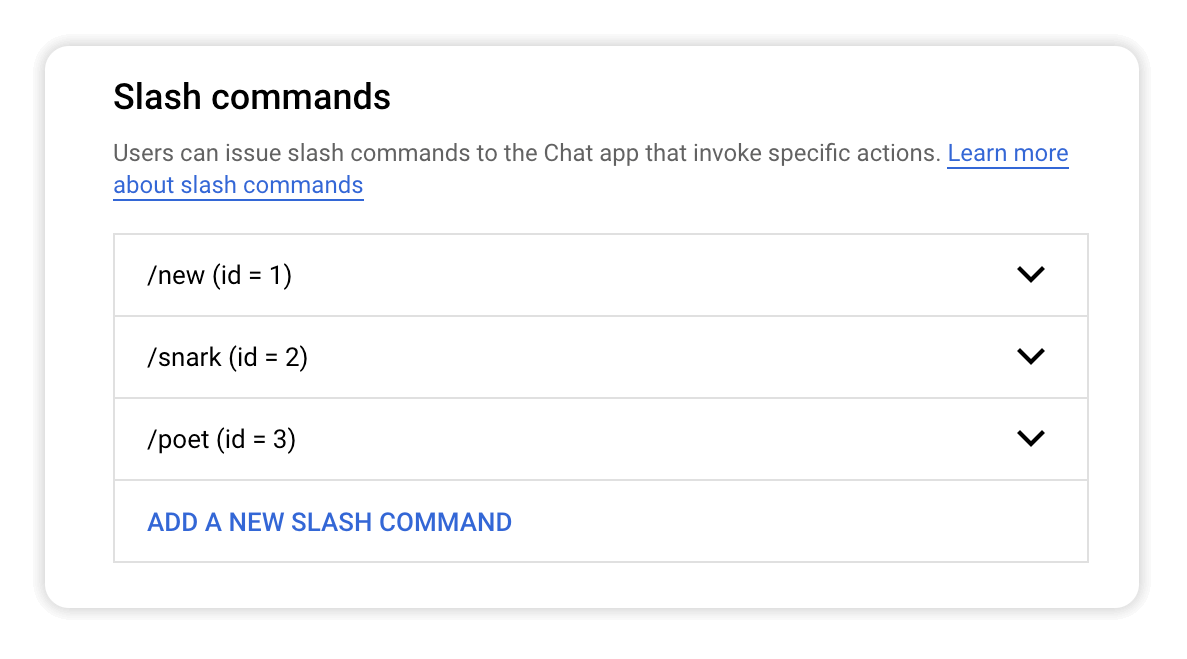 Slash commands
Users can issue slash commands to the Chat app that invoke specific actions. Learn more
about slash commands
/new (id = 1)
/snark (id = 2)
/poet (id = 3)
ADD A NEW SLASH COMMAND